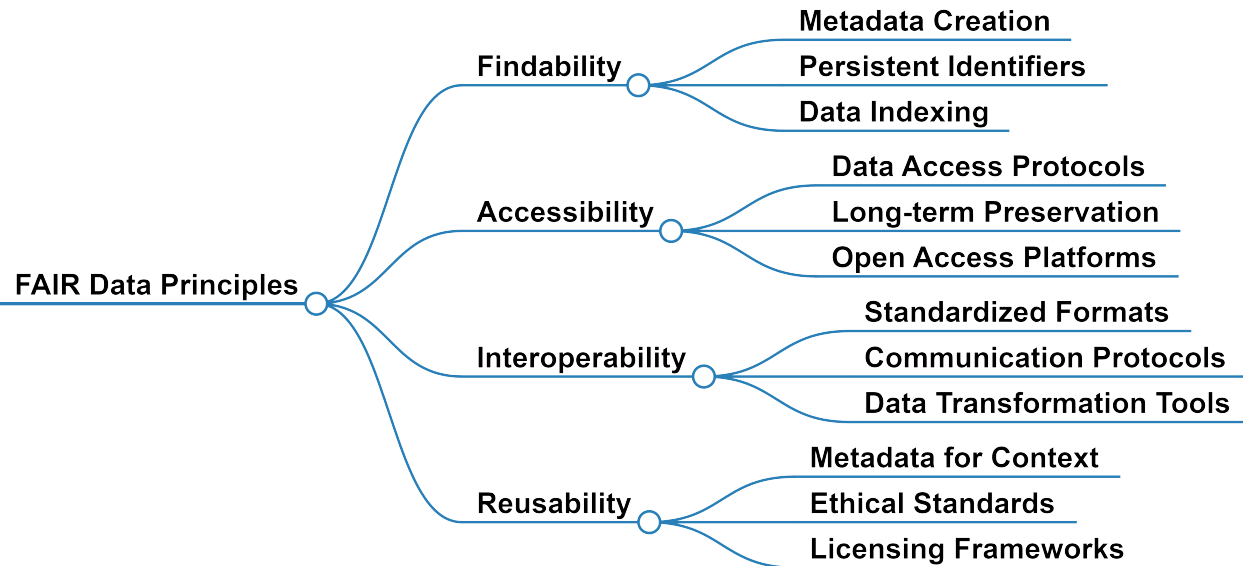 FAIR Data Principles
Findability
Metadata Creation
Persistent Identifiers
Data Indexing
Accessibility
Data Access Protocols
Long-term Preservation
Open Access Platforms
Interoperability
Standardized Formats
Communication Protocols
Data Transformation Tools
Reusability
Metadata for Context
Ethical Standards
Licensing Frameworks